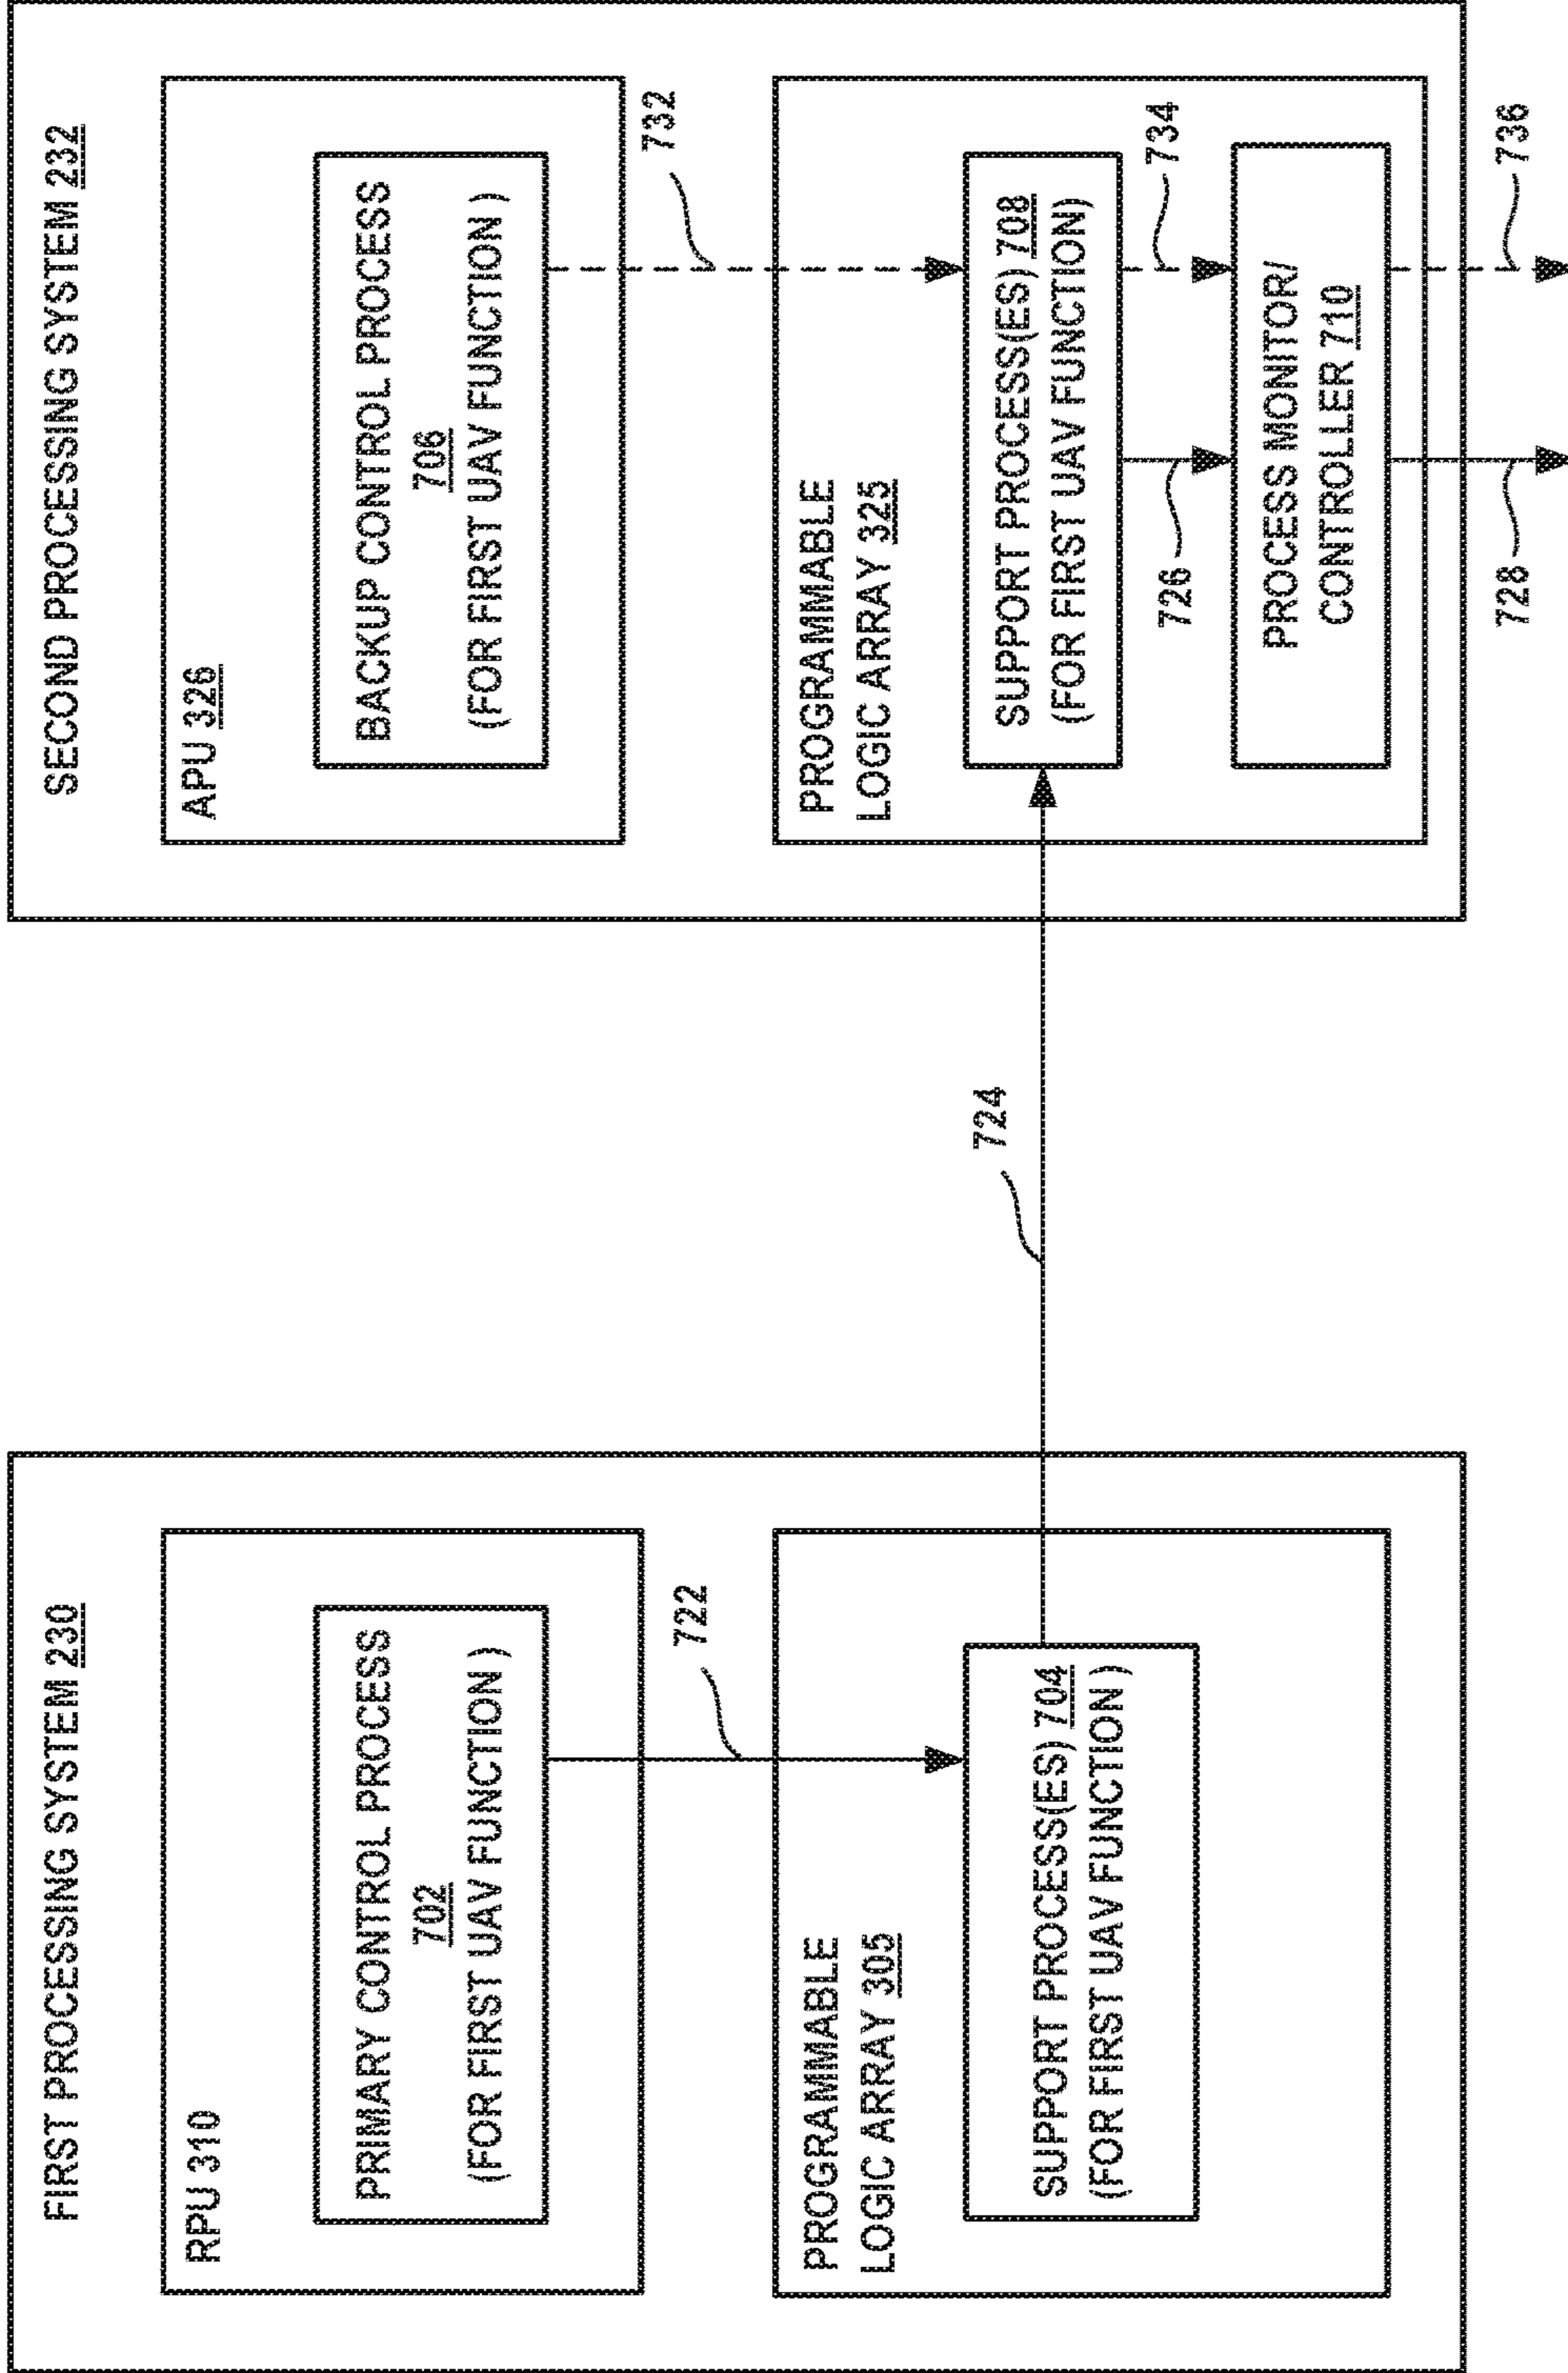 FIRST PROCESSING SYSTEM 230
RPU 310
PRIMARY CONTROL PROCESS
702
(FOR FIRST UAV FUNCTION )
722
PROGRAMMABLE
LOGIC ARRAY 305
SUPPORT PROCESS(ES) 704
(FOR FIRST UAV FUNCTION )
724
SECOND PROCESSING SYSTEM 232
APU 326
BACKUP CONTROL PROCESS
706
(FOR FIRST UAV FUNCTION )
732
PROGRAMMABLE
LOGIC ARRAY 325
SUPPORT PROCESS(ES) 708
(FOR FIRST UAV FUNCTION)
726
734
PROCESS MONITOR/
CONTROLLER 710
728
736